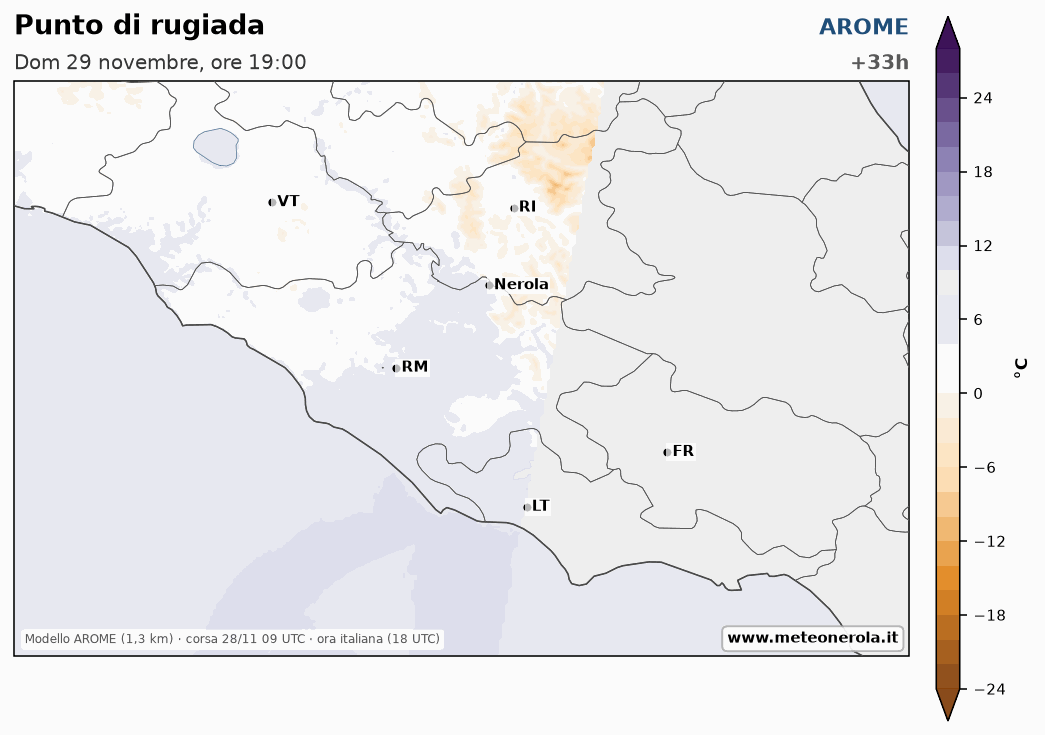 Punto di rugiada
AROME
Dom 29 novembre, ore 19:00
+33h
24
18
12
6
0
−6
−12
−18
−24
°C
VT
RI
Nerola
RM
FR
LT
Modello AROME (1,3 km) · corsa 28/11 09 UTC · ora italiana (18 UTC)
www.meteonerola.it